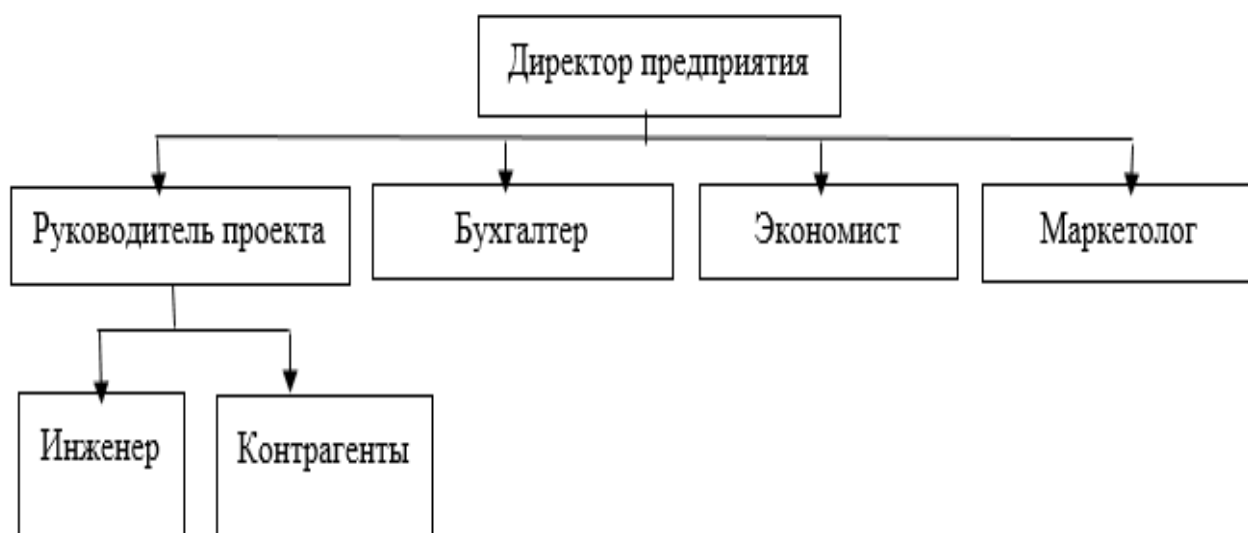 Директор предприятия
Руководитель проекта
Бухгалтер
Экономист
Маркетолог
Инженер
Контрагенты